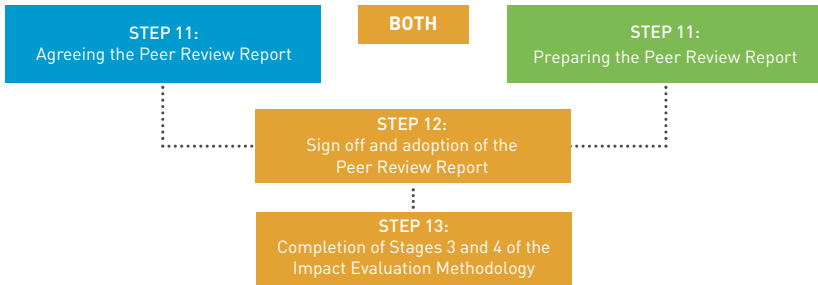 STEP 11:
Agreeing the Peer Review Report
BOTH
STEP 11:
Preparing the Peer Review Report
STEP 12:
Sign off and adoption of the
Peer Review Report
STEP 13:
Completion of Stages 3 and 4 of the
Impact Evaluation Methodology